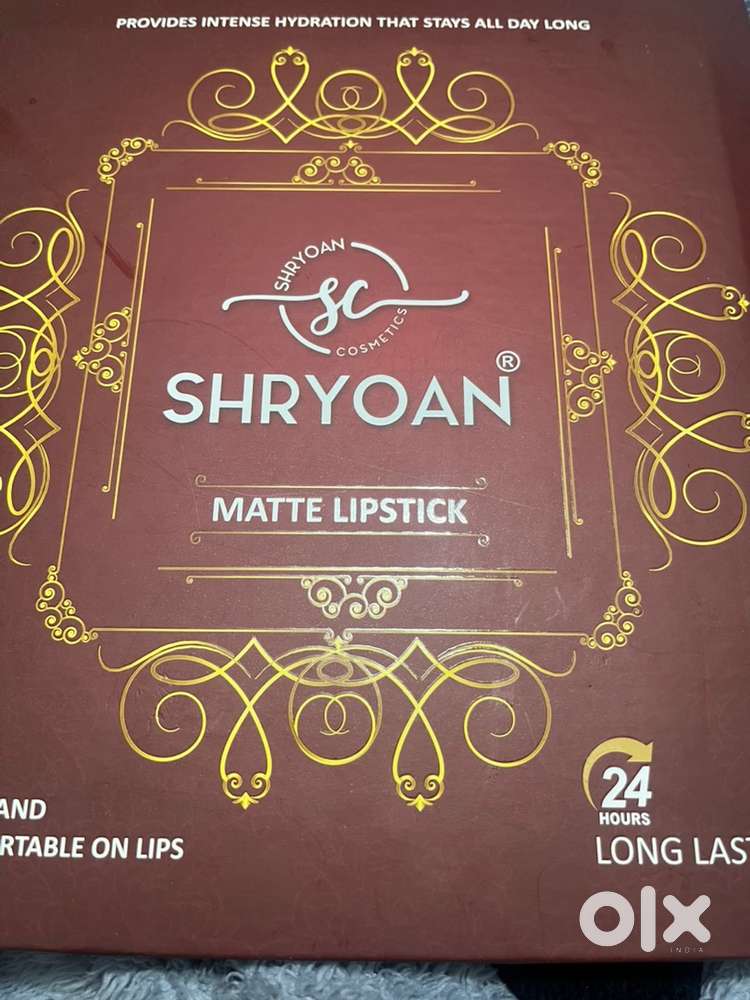 PROVIDES INTENSE HYDRATION THAT STAYS ALL DAY LONG
SHRYOAN
SC
COSMETICS
SHRYOAN®
MATTE LIPSTICK
AND
RTABLE ON LIPS
24
HOURS
LONG LAS
olx
INDIA